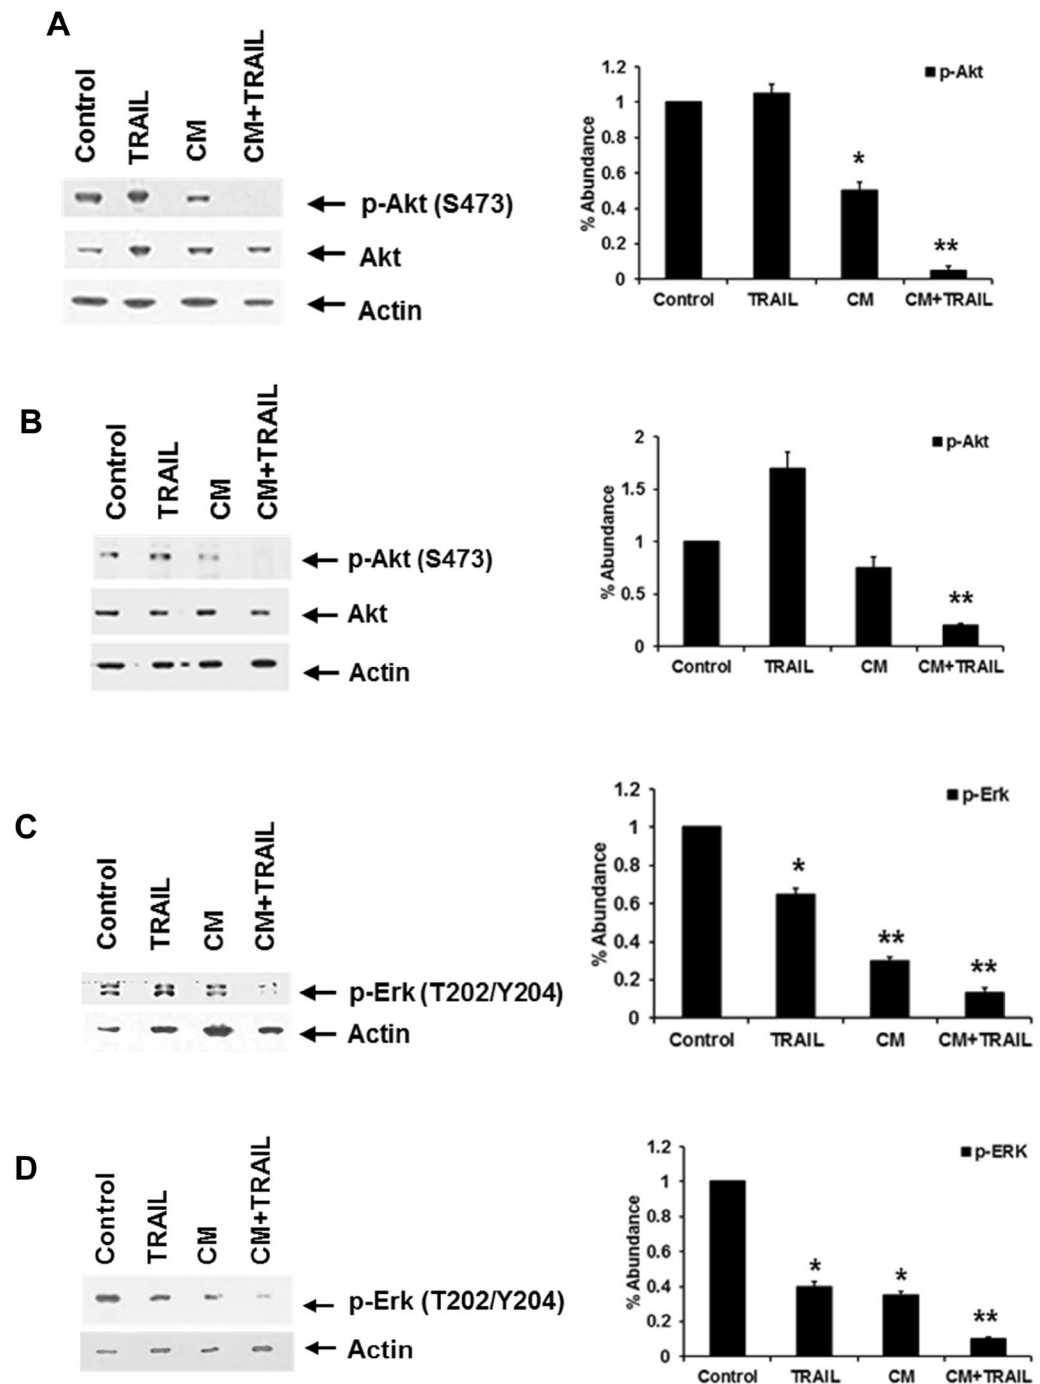 A
Control
TRAIL
CM
CM+TRAIL
p-Akt (S473)
Akt
Actin
1.2
1
0.8
0.6
0.4
0.2
0
% Abundance
p-Akt
*
**
Control TRAIL CM CM+TRAIL
B
Control
TRAIL
CM
CM+TRAIL
p-Akt (S473)
Akt
Actin
2
1.5
1
0.5
0
% Abundance
p-Akt
**
Control TRAIL CM CM+TRAIL
C
Control
TRAIL
CM
CM+TRAIL
p-Erk (T202/Y204)
Actin
1.2
1
0.8
0.6
0.4
0.2
0
% Abundance
p-Erk
*
**
**
Control TRAIL CM CM+TRAIL
D
Control
TRAIL
CM
CM+TRAIL
p-Erk (T202/Y204)
Actin
1.2
1
0.8
0.6
0.4
0.2
0
% Abundance
p-ERK
*
*
**
Control TRAIL CM CM+TRAIL